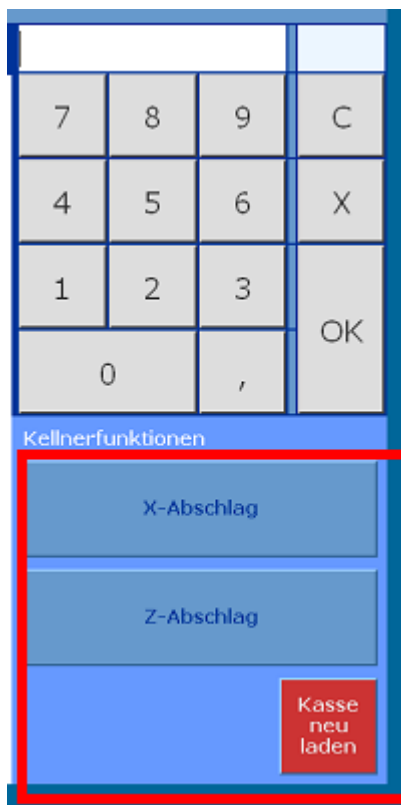 7 8 9 C
4 5 6 X
1 2 3
OK
0 ,
Kellnerfunktionen
X-Abschlag
Z-Abschlag
Kasse
neu
laden